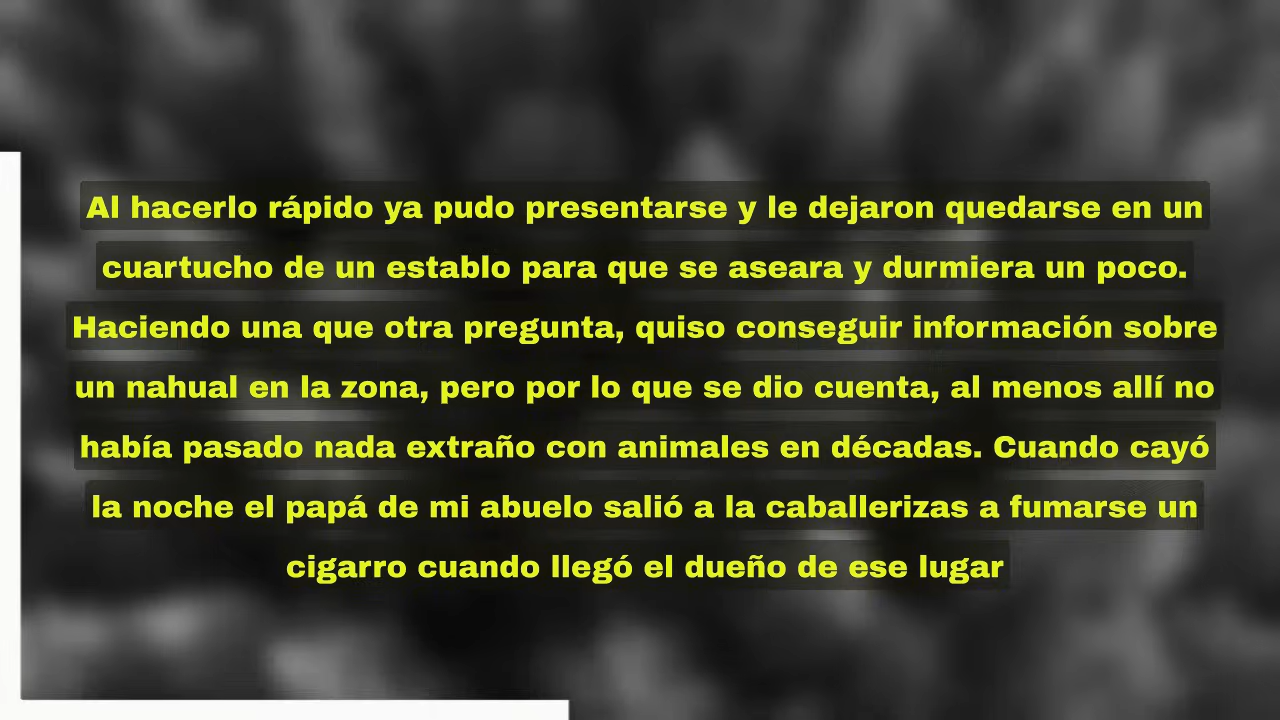 Al hacerlo rápido ya pudo presentarse y le dejaron quedarse en un
cuartucho de un establo para que se aseara y durmiera un poco.
Haciendo una que otra pregunta, quiso conseguir información sobre
un nahual en la zona, pero por lo que se dio cuenta, al menos allí no
había pasado nada extraño con animales en décadas. Cuando cayó
la noche el papá de mi abuelo salió a la caballerizas a fumarse un
cigarro cuando llegó el dueño de ese lugar